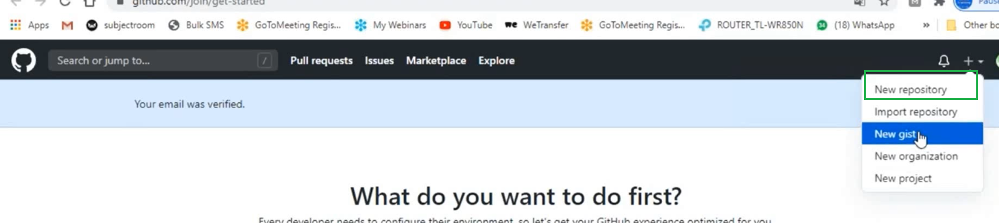 github.com/join/get-started
Paus
Apps subjectroom Bulk SMS GoToMeeting Regis... My Webinars YouTube we WeTransfer GoToMeeting Regis... ROUTER_TL-WR850N 34 (18) WhatsApp » Other bo
Search or jump to... / Pull requests Issues Marketplace Explore
New repository
Your email was verified.
Import repository
New gist
New organization
New project
What do you want to do first?
Every developer needs to configure their environment, so let's get your GitHub experience optimized for you.